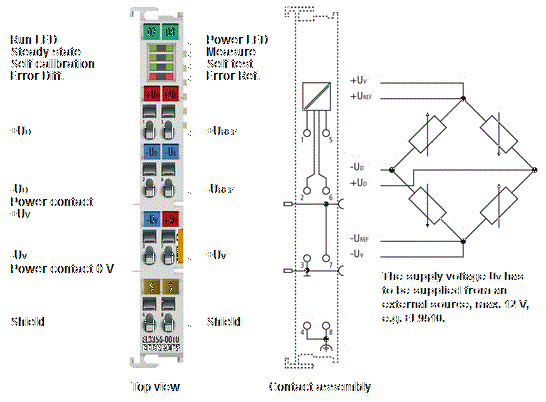 Run LED
Steady state
Self calibration
Error Diff.
+UD
-UD
Power contact
+Uv
-Uv
Power contact 0 V
Shield
Power LED
Measure
Self test
Error Ref.
+UREF
-UREF
+Uv
Shield
Top view
1
5
2
6
3
7
4
8
Contact assembly
+Uv
+UREF
-UD
+UD
-UREF
-Uv
The supply voltage Uv has
to be supplied from an
external source, max. 12 V,
e.g. EL9510.